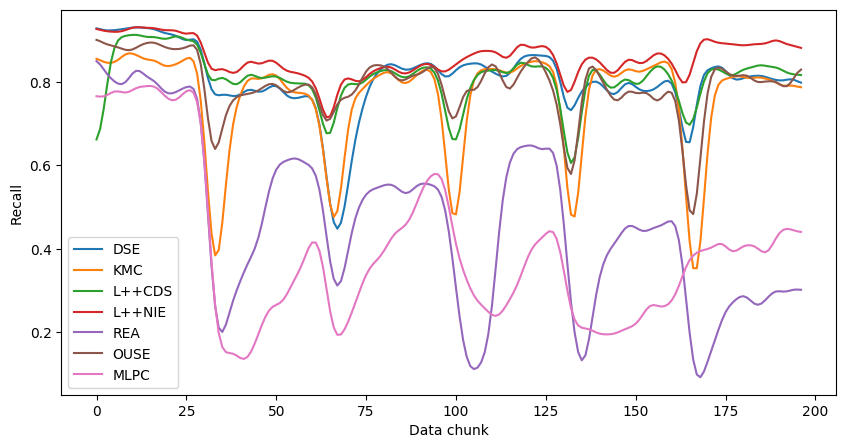 0.8
0.6
0.4
0.2
Recall
DSE
KMC
L++CDS
L++NIE
REA
OUSE
MLPC
0 25 50 75 100 125 150 175 200
Data chunk